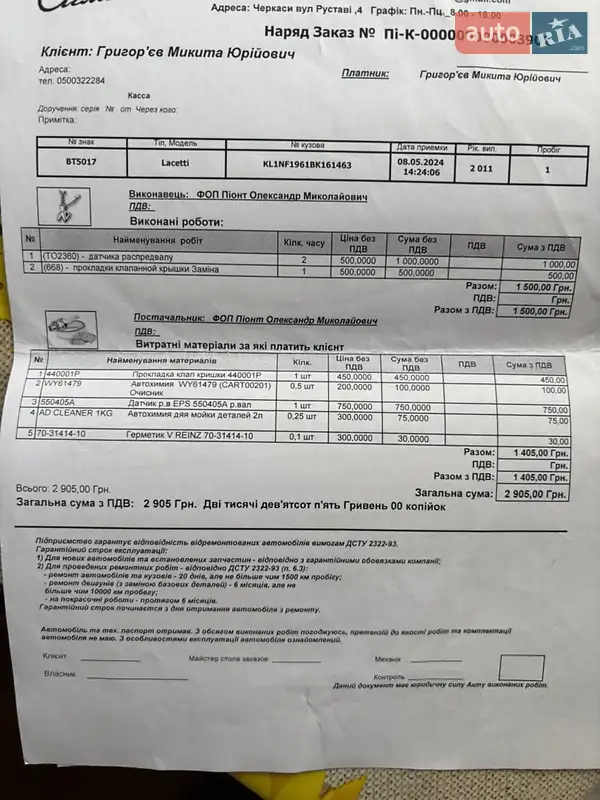 Адреса: Черкаси вул Руставі ,4 Графік: Пн.-Пц._8-00 - 18.00
Наряд Заказ № Пі-К-00000
auto RIA .com
Клієнт: Григор'єв Микита Юрійович
Адреса:
тел. 0500322284
Платник: Григор'єв Микита Юрійович
Касса
Доручення: серія № от Через кого:
Примітка:
№ знак Тіп, Модель № кузова Дата приемки Рік. вип. Пробіг
BT5017 Lacetti KL1NF1961BK161463 08.05.2024 14:24:06 2 011 1
Виконавець: ФОП Піонт Олександр Миколайович
ПДВ:
Виконані роботи:
№ Найменування робіт Кілк. часу Ціна без ПДВ Сума без ПДВ ПДВ Сума з ПДВ
1 (ТО2360) - датчика распредвалу 2 500,0000 1 000,0000 1 000,00
2 (668) - прокладки клапанной крышки Заміна 1 500,0000 500,0000 500,00
Разом: 1 500,00 Грн.
ПДВ: Грн.
Разом з ПДВ: 1 500,00 Грн.
Постачальник: ФОП Піонт Олександр Миколайович
ПДВ:
Витратні матеріали за які платить клієнт
№ Найменування материалів Кілк. Ціна без ПДВ Сума без ПДВ ПДВ Сума з ПДВ
1 440001P Прокладка клап кришки 440001P 1 шт 450,0000 450,0000 450,00
2 WY61479 Автохимия WY61479 (CART00201) Очисник 0,5 шт 200,0000 100,0000 100,00
3 550405A Датчик р.в EPS 550405A р.вал 1 шт 750,0000 750,0000 750,00
4 AD CLEANER 1KG Автохимия дяя мойки деталей 2л 0,25 шт 300,0000 75,0000 75,00
5 70-31414-10 Герметик V REINZ 70-31414-10 0,1 шт 300,0000 30,0000 30,00
Разом: 1 405,00 Грн.
ПДВ: Грн.
Разом з ПДВ: 1 405,00 Грн.
Всього: 2 905,00 Грн.
Загальна сума: 2 905,00 Грн.
Загальна сума з ПДВ: 2 905 Грн. Дві тисячі дев'ятсот п'ять Гривень 00 копійок
Підприємство гарантує відповідність відремонтованих автомобілів вимогам ДСТУ 2322-93.
Гарантійний строк експлуатації:
1) Для нових автомобілів та встановлених запчастин - відповідно з гарантійними обовязками компанії;
2) Для проведених ремонтних робіт - відповідно ДСТУ 2322-93 (п. 6.3):
- ремонт автомобілів та кузовів - 20 днів, але не більше чим 1500 км пробігу;
- ремонт двигунів (з заміною базових деталей) - 6 місяців, але не
більше чим 10000 км пробегу;
- на покрасочні роботи - протягом 6 місяців.
Гарантійний строк починається з дня отримання автомобіля з ремонту.
Автомобіль та тех. паспорт отримав. З обсягом виконаних робіт погоджуюсь, претензій до якості робіт та комплектації
автомобіля не маю. З особливостями експлуатації автомобіля ознайомлений.
Клієнт Майстер стола заказов: Механік
Власник Контроль
Даний документ має юридичну силу Акту виконаних робіт.